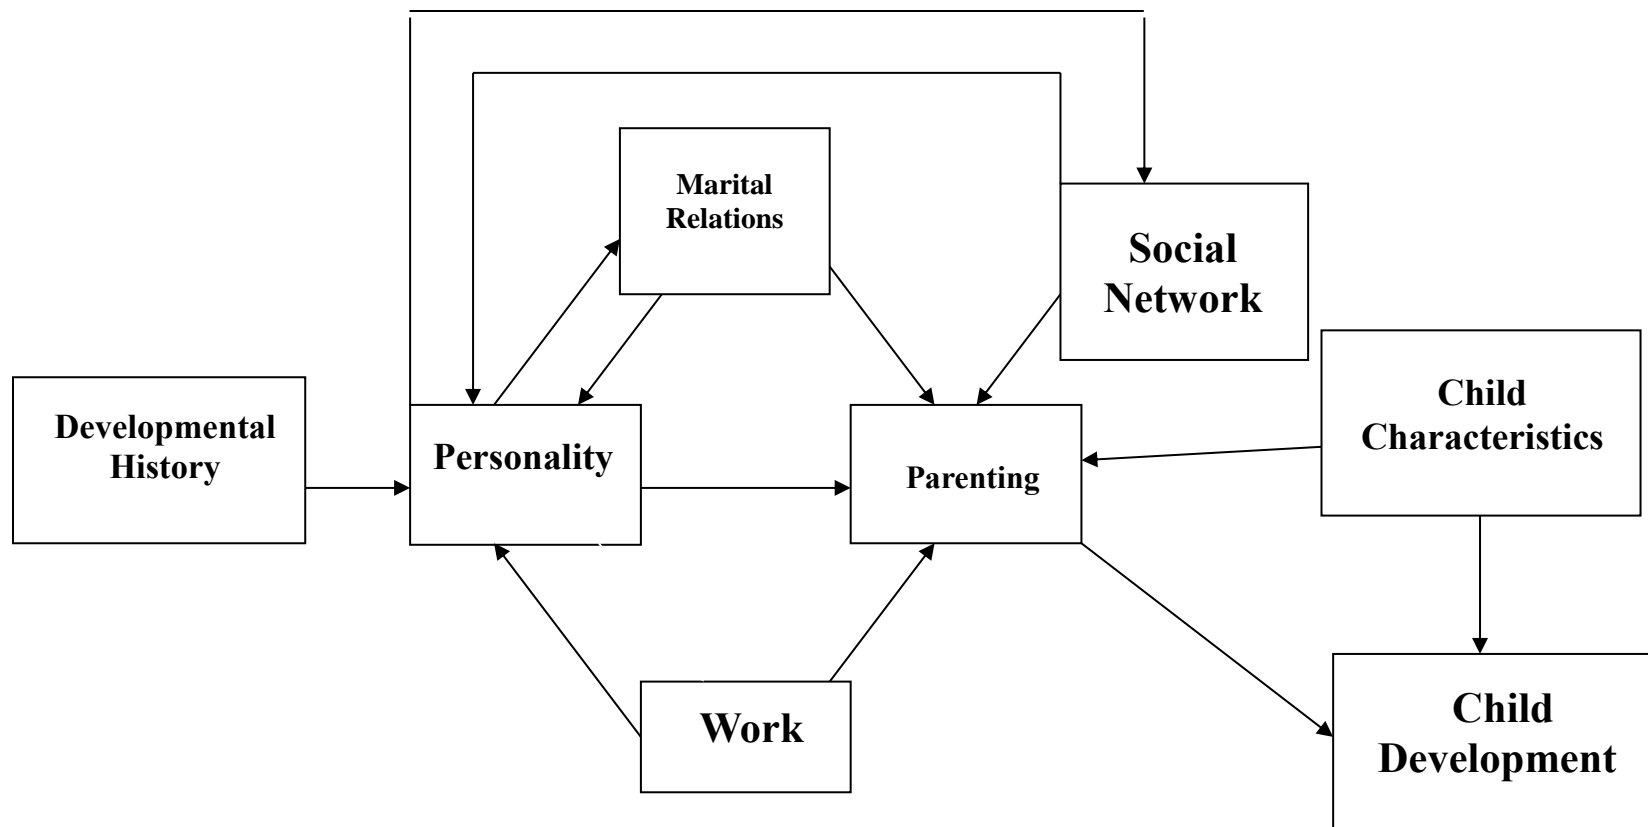 Marital
Relations
Social
Network
Child
Characteristics
Developmental
History
Personality
Parenting
Work
Child
Development